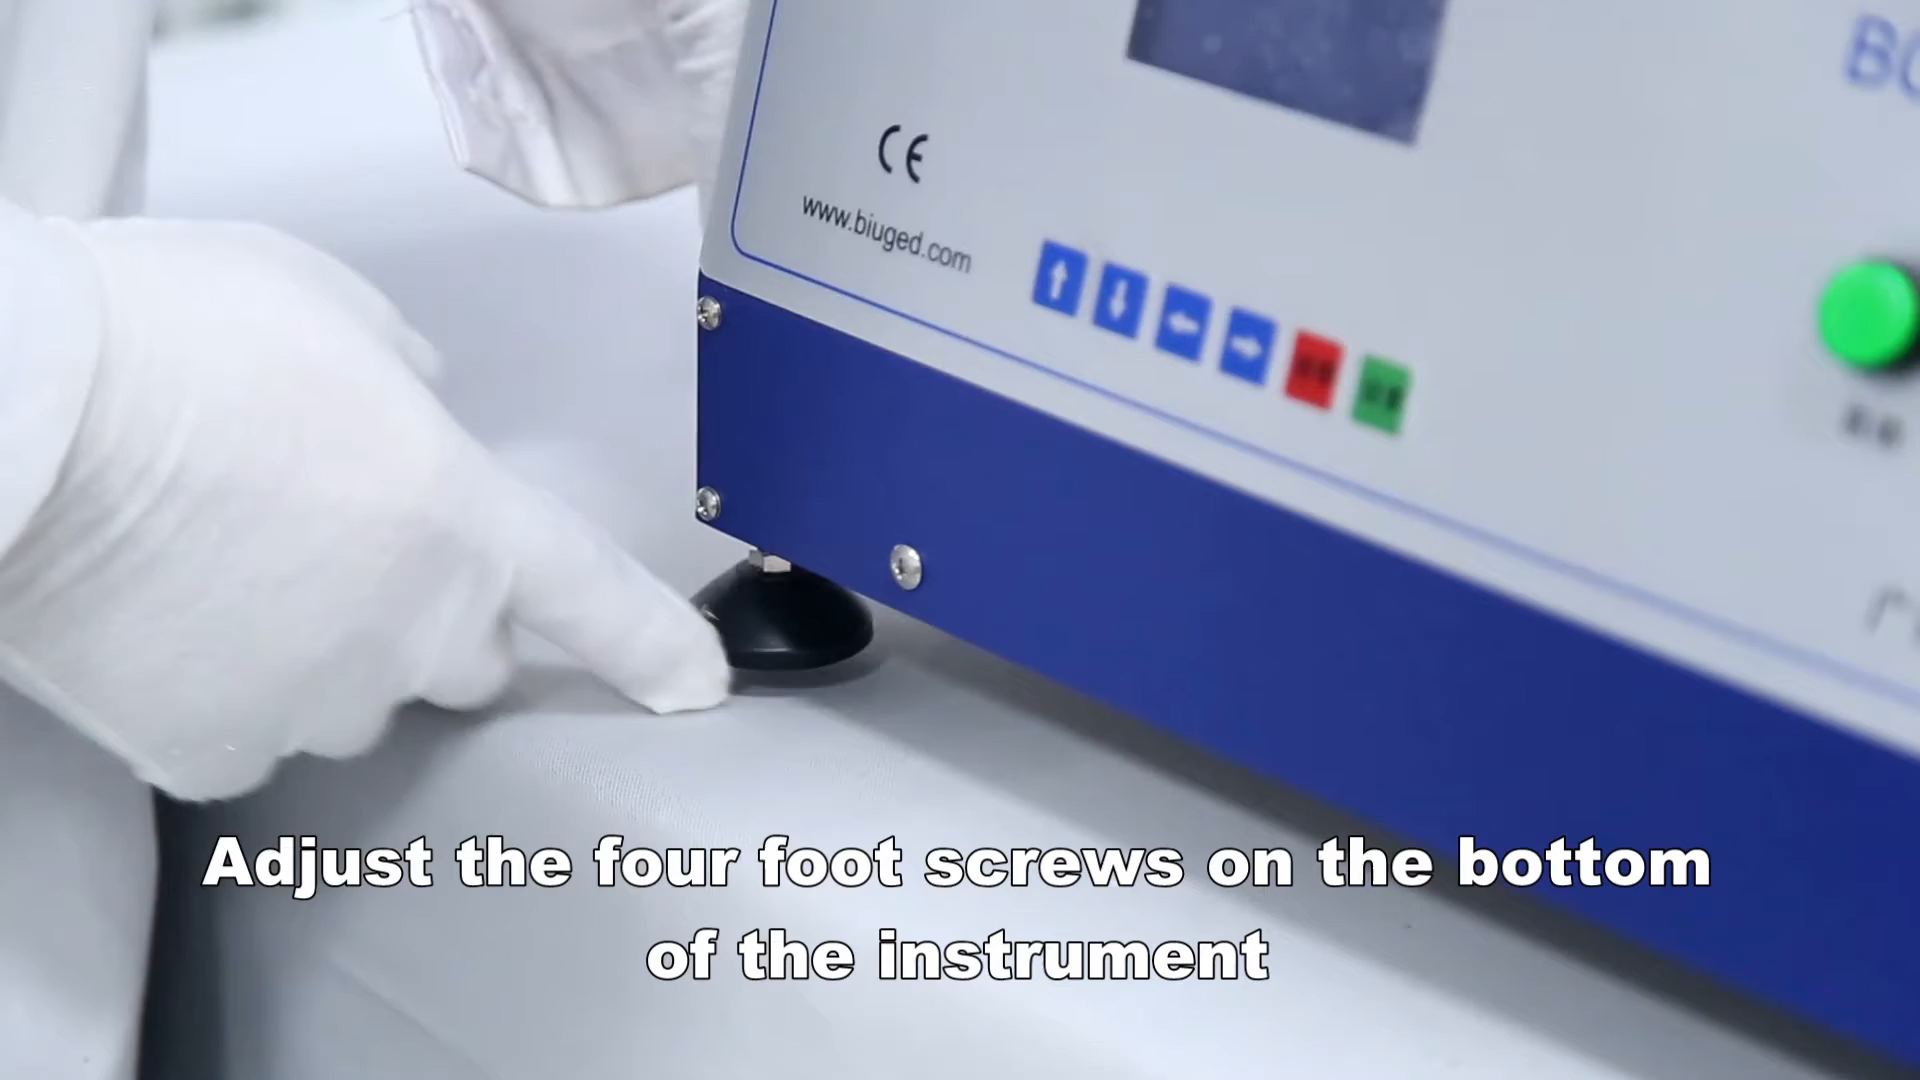 CE
www.biuged.com
Adjust the four foot screws on the bottom
of the instrument